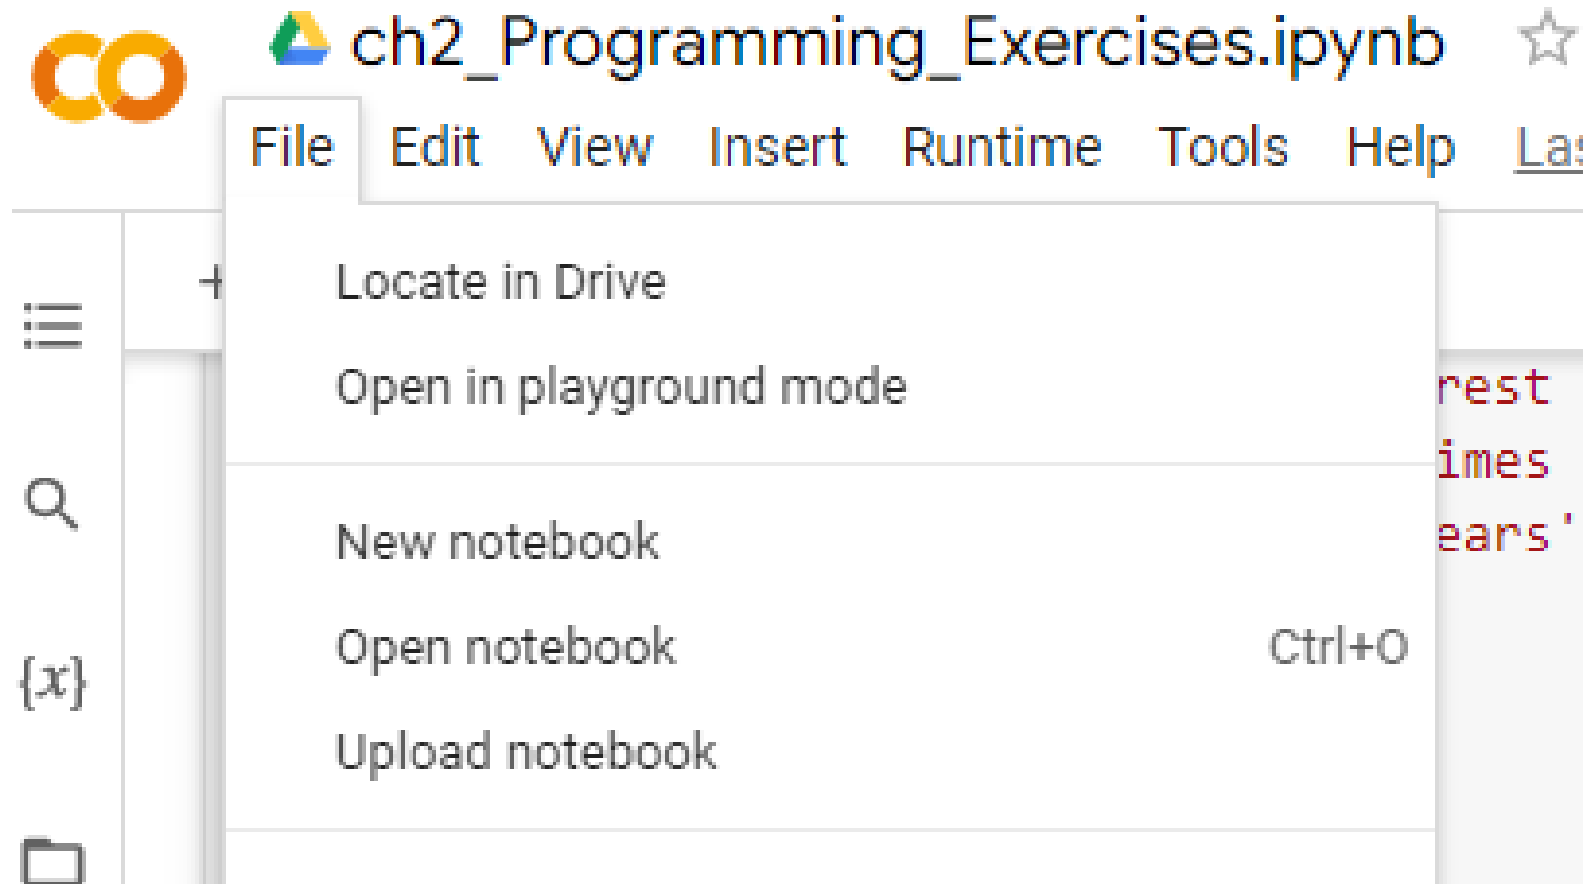 CO ch2_Programming_Exercises.ipynb
File Edit View Insert Runtime Tools Help Las
+
Locate in Drive
Open in playground mode
rest
imes
New notebook
ears'
Open notebook Ctrl+O
{x}
Upload notebook